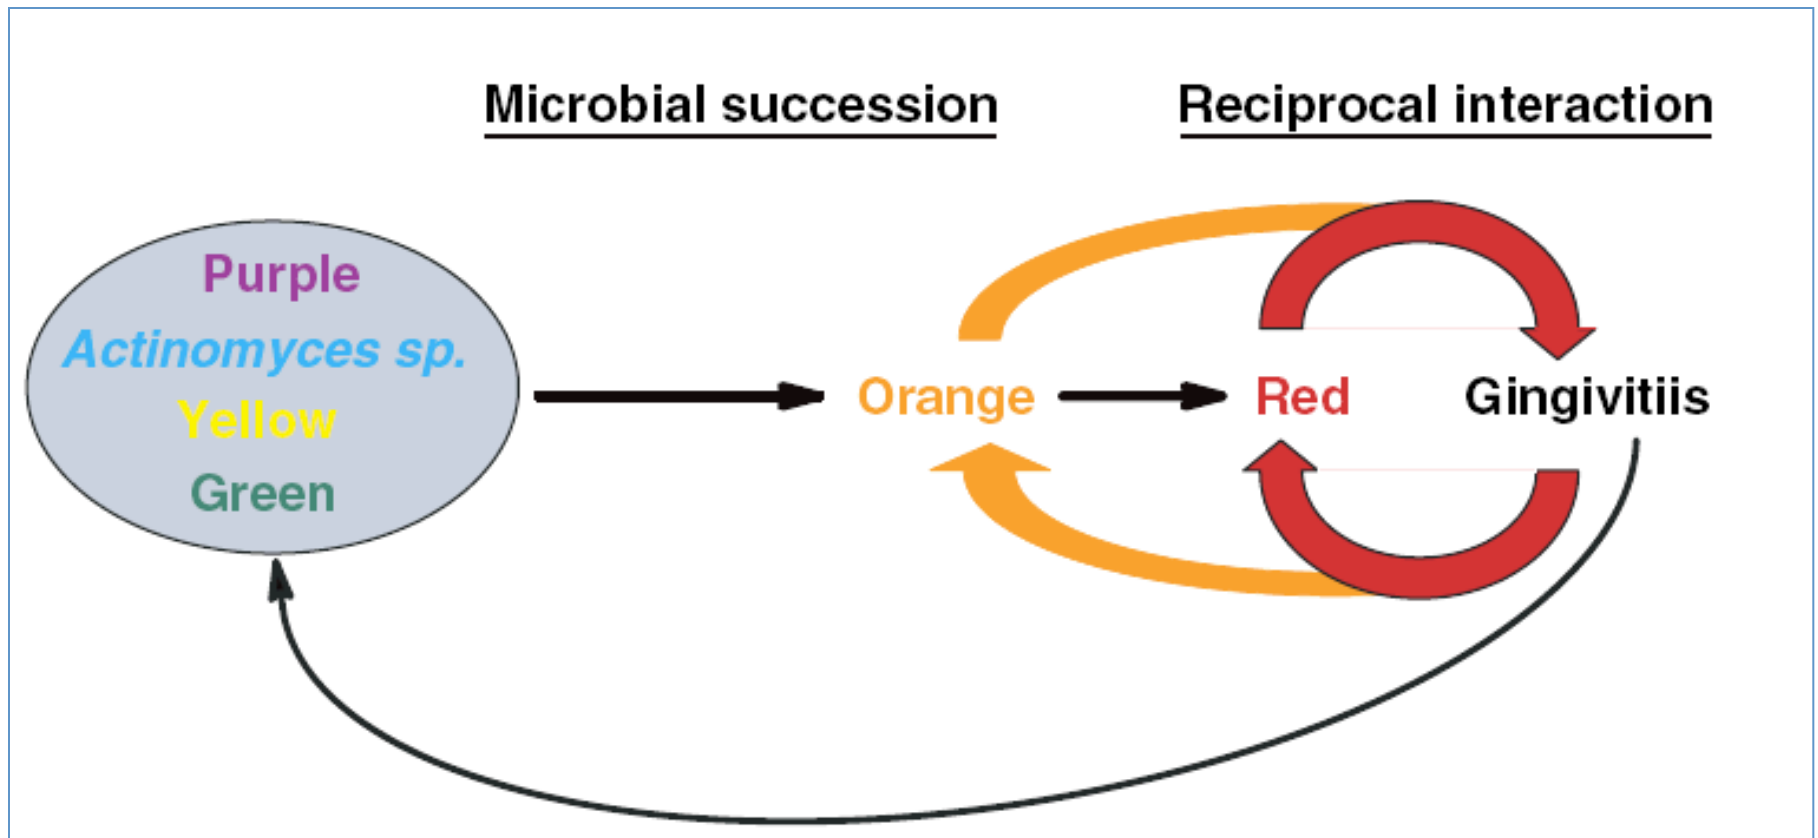 Microbial succession
Reciprocal interaction
Purple
Actinomyces sp.
Yellow
Green
Orange
Red
Gingivitiis